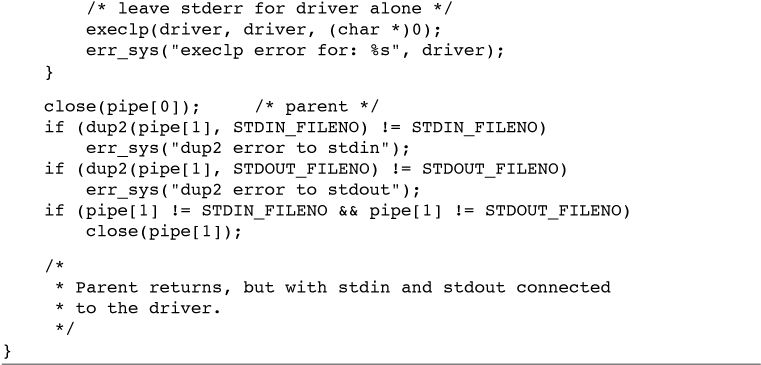 /* leave stderr for driver alone */
        execlp(driver, driver, (char *)0);
        err_sys("execlp error for: %s", driver);
    }

    close(pipe[0]);     /* parent */
    if (dup2(pipe[1], STDIN_FILENO) != STDIN_FILENO)
        err_sys("dup2 error to stdin");
    if (dup2(pipe[1], STDOUT_FILENO) != STDOUT_FILENO)
        err_sys("dup2 error to stdout");
    if (pipe[1] != STDIN_FILENO && pipe[1] != STDOUT_FILENO)
        close(pipe[1]);

    /*
     * Parent returns, but with stdin and stdout connected
     * to the driver.
     */
}